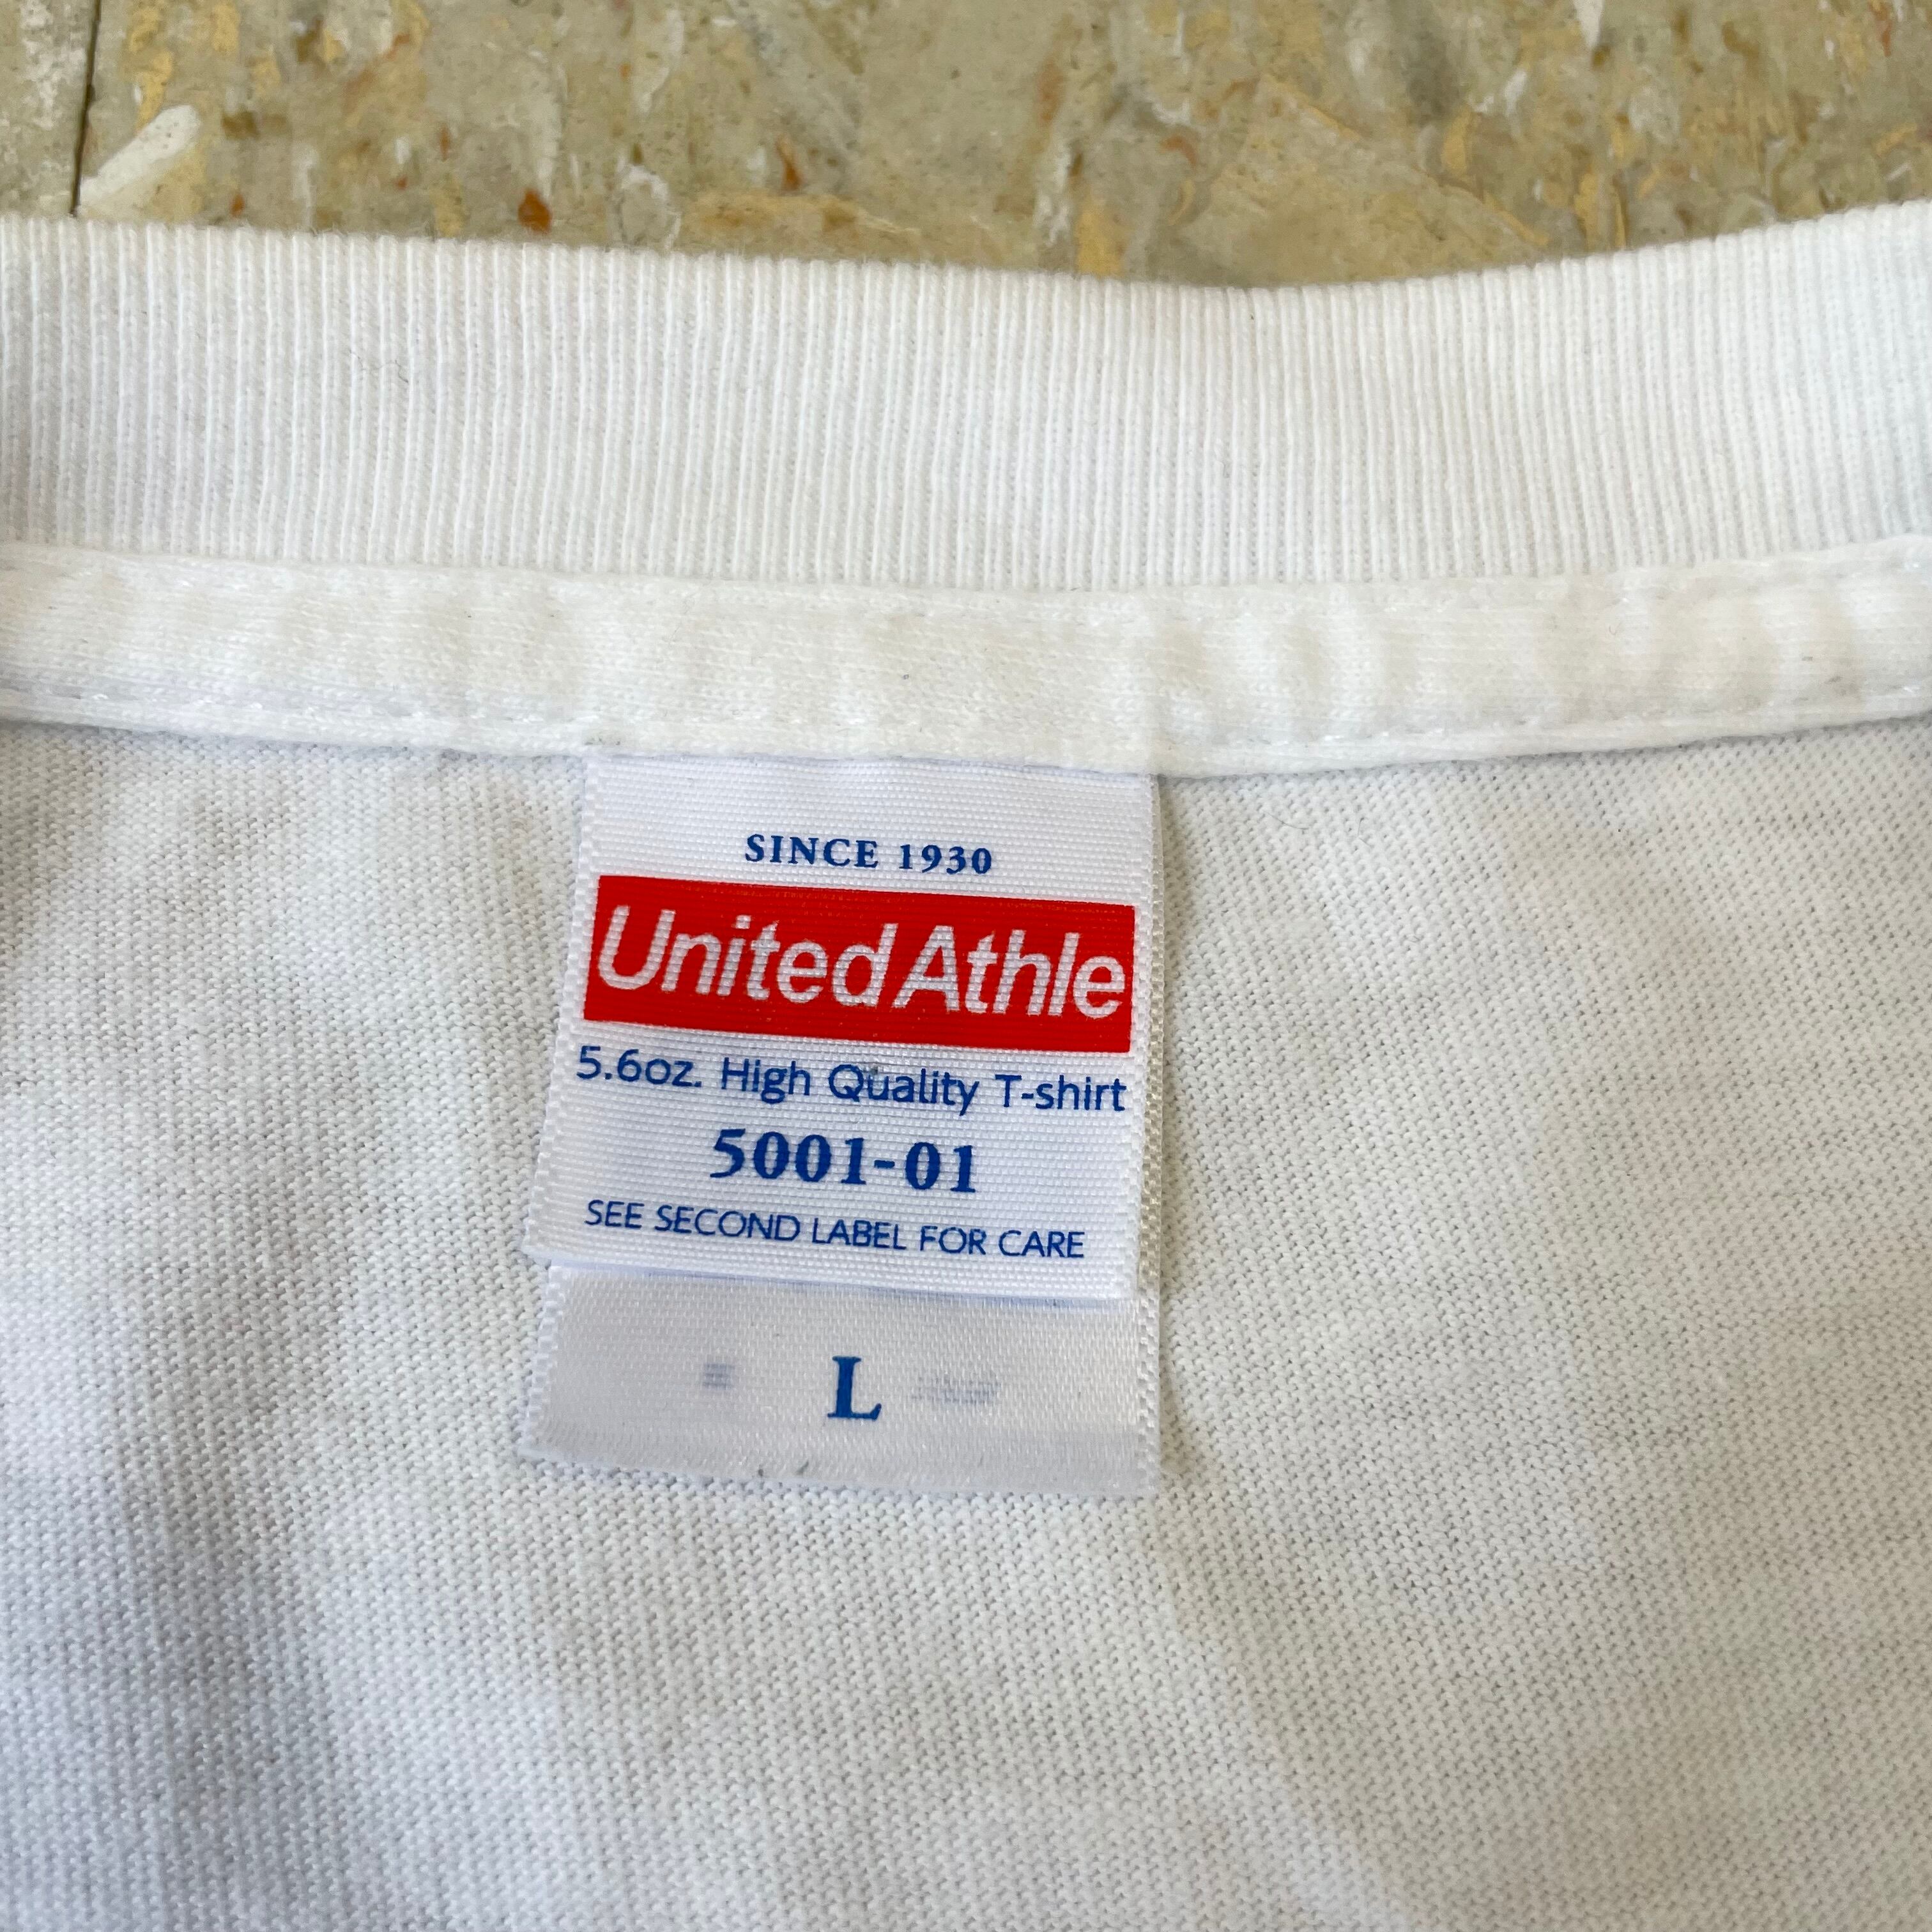 SINCE 1930
United Athle
5.6oz. High Quality T-shirt
5001-01
SEE SECOND LABEL FOR CARE
L